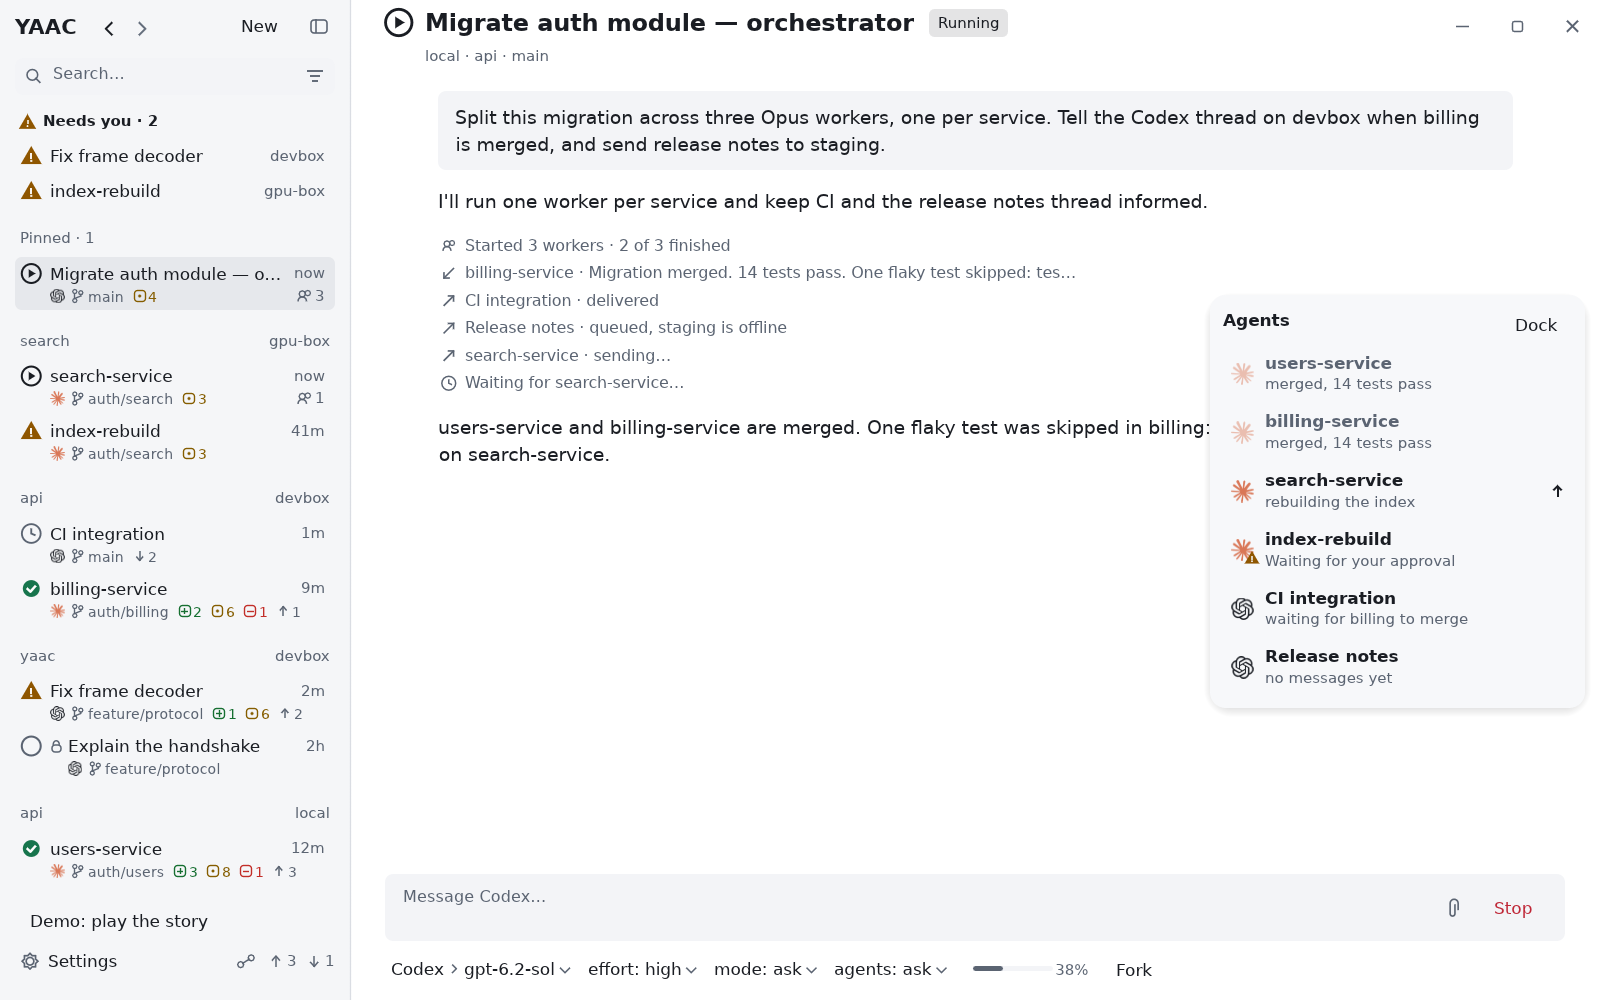 YAAC
New
Search...
Needs you · 2
Fix frame decoder devbox
index-rebuild gpu-box
Pinned · 1
Migrate auth module — o... now
main 4 3
search gpu-box
search-service now
auth/search 3 1
index-rebuild 41m
auth/search 3
api devbox
CI integration 1m
main 2
billing-service 9m
auth/billing 2 6 1 1
yaac devbox
Fix frame decoder 2m
feature/protocol 1 6 2
Explain the handshake 2h
feature/protocol
api local
users-service 12m
auth/users 3 8 1 3
Demo: play the story
Settings 3 1
Migrate auth module — orchestrator Running
local · api · main
Split this migration across three Opus workers, one per service. Tell the Codex thread on devbox when billing
is merged, and send release notes to staging.
I'll run one worker per service and keep CI and the release notes thread informed.
Started 3 workers · 2 of 3 finished
billing-service · Migration merged. 14 tests pass. One flaky test skipped: tes...
CI integration · delivered
Release notes · queued, staging is offline
search-service · sending...
Waiting for search-service...
users-service and billing-service are merged. One flaky test was skipped in billing:
on search-service.
Agents Dock
users-service
merged, 14 tests pass
billing-service
merged, 14 tests pass
search-service
rebuilding the index
index-rebuild
Waiting for your approval
CI integration
waiting for billing to merge
Release notes
no messages yet
Message Codex...
Stop
Codex gpt-6.2-sol effort: high mode: ask agents: ask 38% Fork